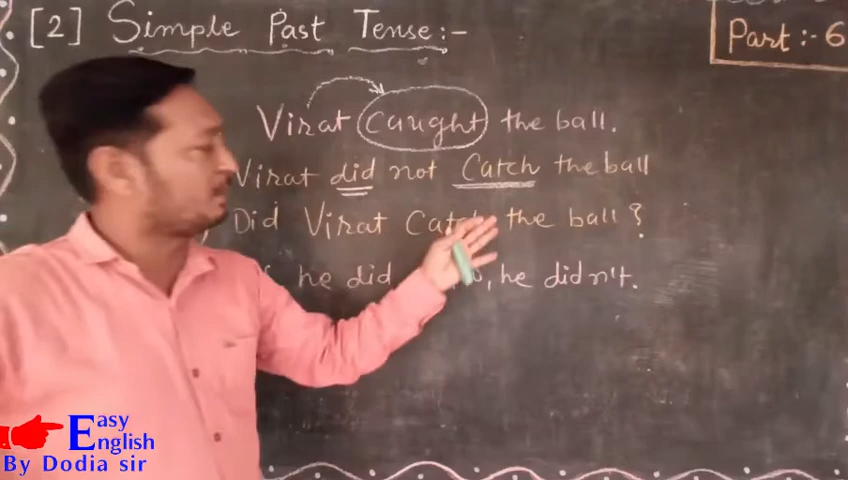 [2] Simple Past Tense:-
Part:- 6
Virat caught the ball.
Virat did not Catch the ball
Did Virat Catch the ball?
he did , he didn't.
Easy
English
By Dodia sir